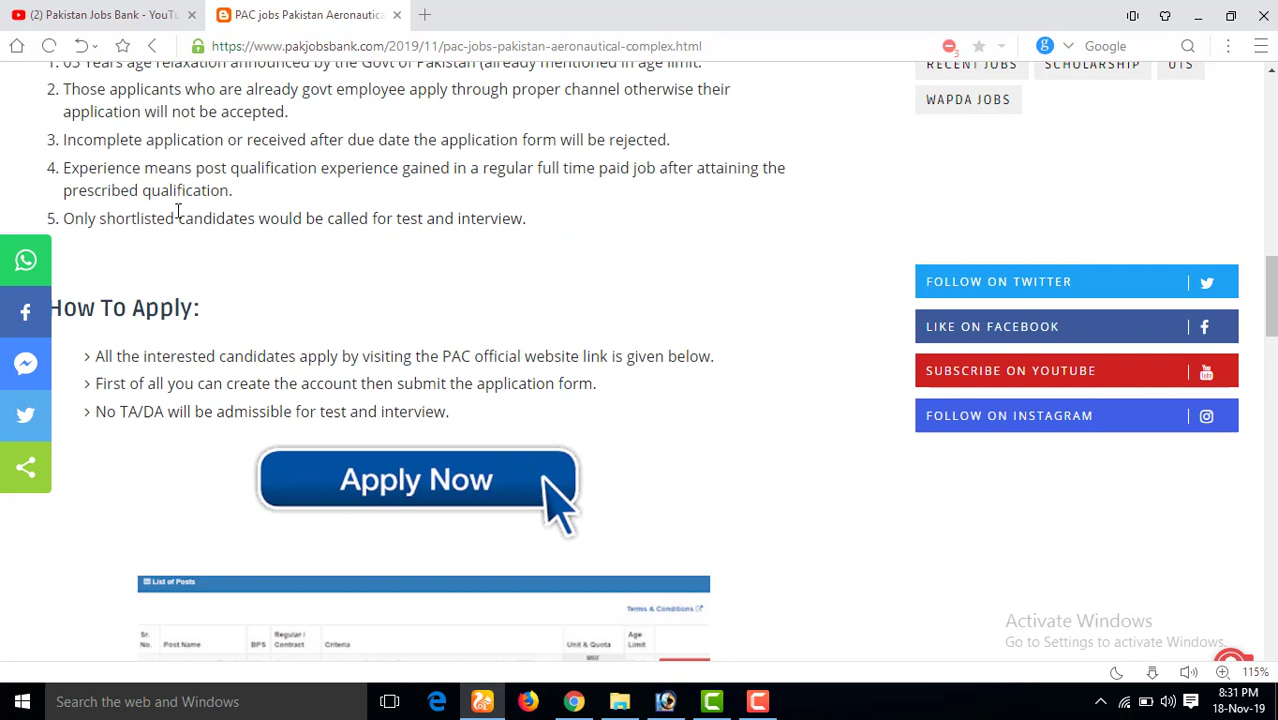 (2) Pakistan Jobs Bank - YouTu
PAC jobs Pakistan Aeronautica
https://www.pakjobsbank.com/2019/11/pac-jobs-pakistan-aeronautical-complex.html
3
Google
1. 05 Years age relaxation announced by the Govt of Pakistan (already mentioned in age limit.
2. Those applicants who are already govt employee apply through proper channel otherwise their
application will not be accepted.
3. Incomplete application or received after due date the application form will be rejected.
4. Experience means post qualification experience gained in a regular full time paid job after attaining the
prescribed qualification.
5. Only shortlisted candidates would be called for test and interview.
RECENT JOBS
SCHOLARSHIP
UTS
WAPDA JOBS
How To Apply:
All the interested candidates apply by visiting the PAC official website link is given below.
First of all you can create the account then submit the application form.
No TA/DA will be admissible for test and interview.
Apply Now
FOLLOW ON TWITTER
LIKE ON FACEBOOK
SUBSCRIBE ON YOUTUBE
FOLLOW ON INSTAGRAM
List of Posts
Terms & Conditions
Sr. No.
Post Name
BPS
Regular / Contract
Criteria
Unit & Quota
Age Limit
Activate Windows
Go to Settings to activate Windows.
115%
Search the web and Windows
8:31 PM
18-Nov-19